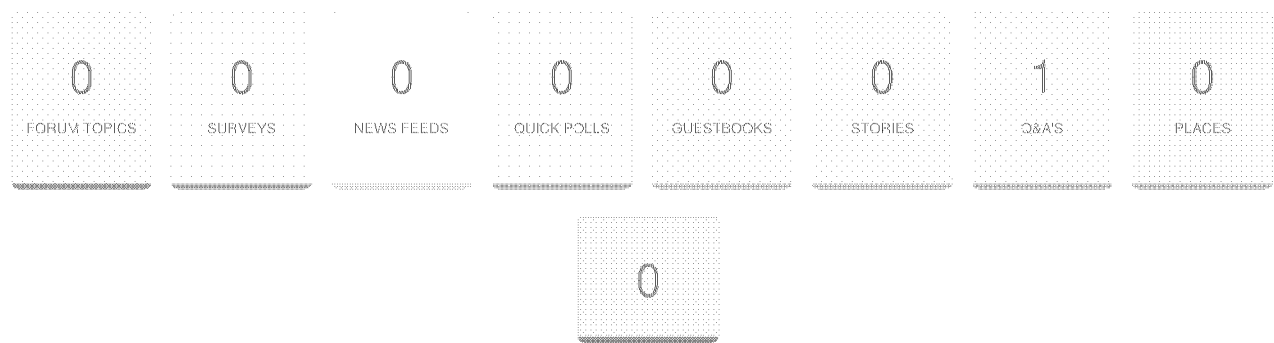 0 0 0 0 0 0 1 0
FORUM TOPICS SURVEYS NEWS FEEDS QUICK POLLS GUESTBOOKS STORIES Q&A'S PLACES
0